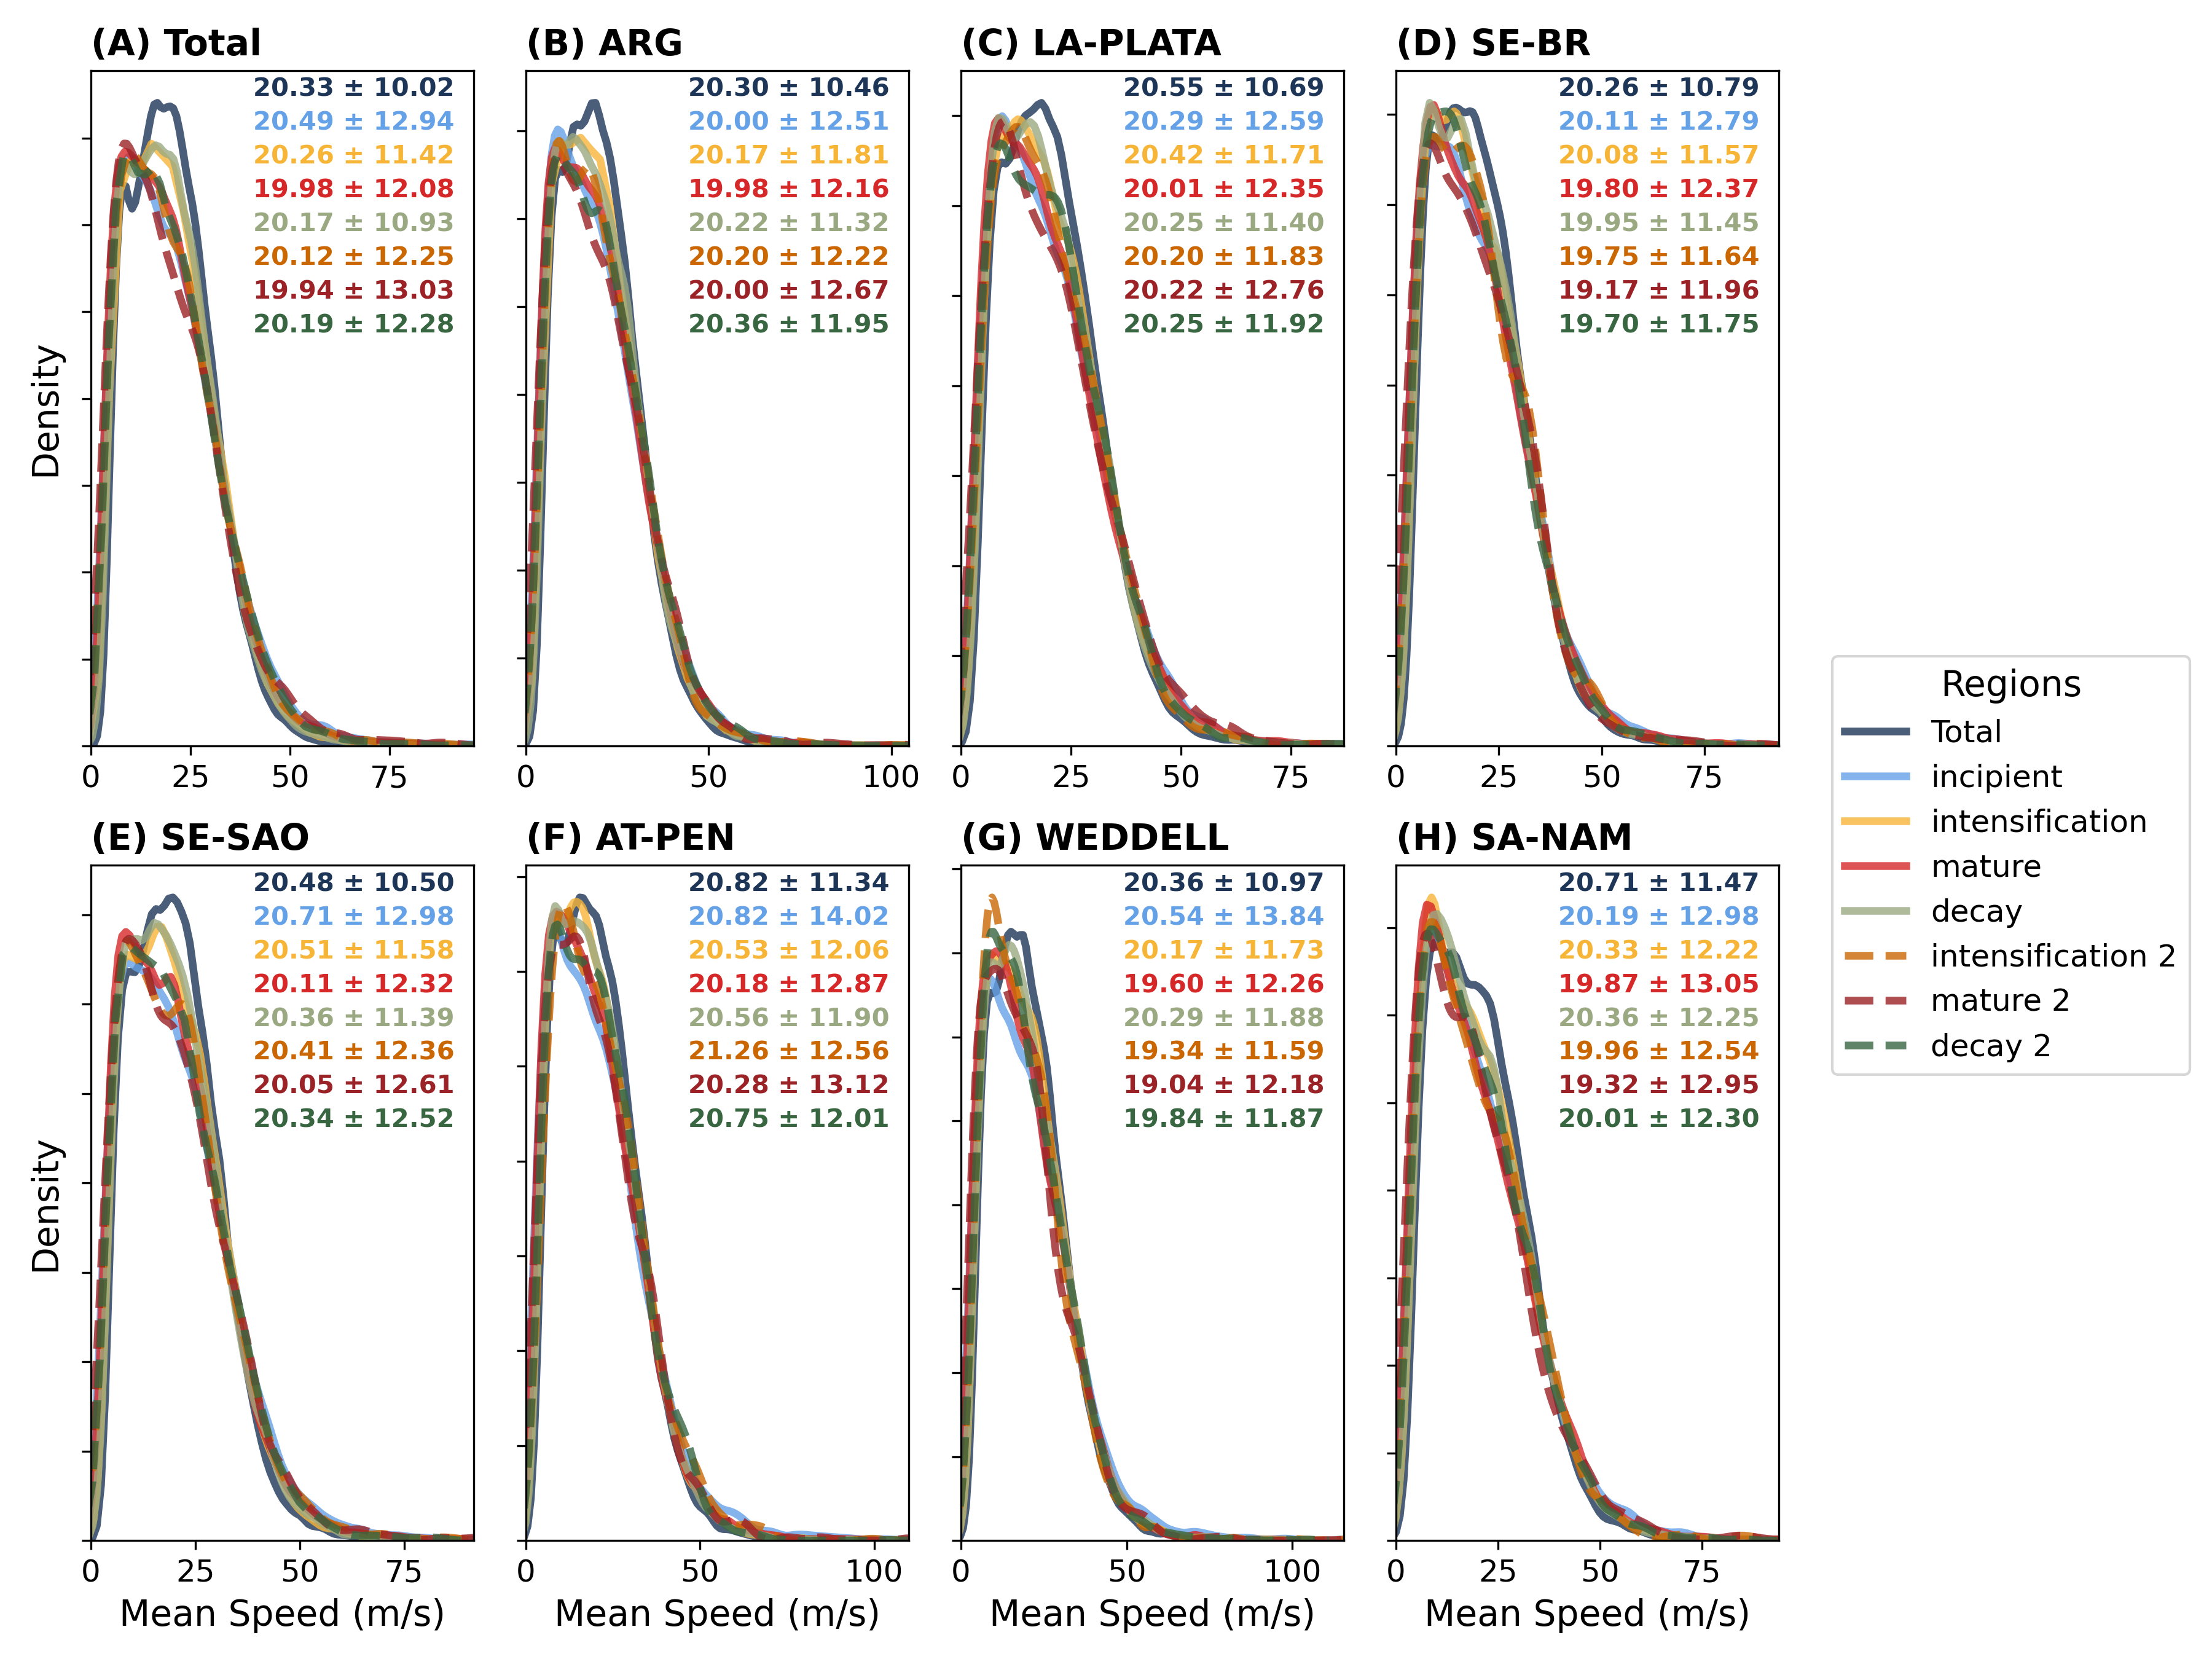 (A) Total
20.33 ± 10.02
20.49 ± 12.94
20.26 ± 11.42
19.98 ± 12.08
20.17 ± 10.93
20.12 ± 12.25
19.94 ± 13.03
20.19 ± 12.28
Density
0 25 50 75
(B) ARG
20.30 ± 10.46
20.00 ± 12.51
20.17 ± 11.81
19.98 ± 12.16
20.22 ± 11.32
20.20 ± 12.22
20.00 ± 12.67
20.36 ± 11.95
0 50 100
(C) LA-PLATA
20.55 ± 10.69
20.29 ± 12.59
20.42 ± 11.71
20.01 ± 12.35
20.25 ± 11.40
20.20 ± 11.83
20.22 ± 12.76
20.25 ± 11.92
0 25 50 75
(D) SE-BR
20.26 ± 10.79
20.11 ± 12.79
20.08 ± 11.57
19.80 ± 12.37
19.95 ± 11.45
19.75 ± 11.64
19.17 ± 11.96
19.70 ± 11.75
0 25 50 75
(E) SE-SAO
20.48 ± 10.50
20.71 ± 12.98
20.51 ± 11.58
20.11 ± 12.32
20.36 ± 11.39
20.41 ± 12.36
20.05 ± 12.61
20.34 ± 12.52
Density
0 25 50 75
Mean Speed (m/s)
(F) AT-PEN
20.82 ± 11.34
20.82 ± 14.02
20.53 ± 12.06
20.18 ± 12.87
20.56 ± 11.90
21.26 ± 12.56
20.28 ± 13.12
20.75 ± 12.01
0 50 100
Mean Speed (m/s)
(G) WEDDELL
20.36 ± 10.97
20.54 ± 13.84
20.17 ± 11.73
19.60 ± 12.26
20.29 ± 11.88
19.34 ± 11.59
19.04 ± 12.18
19.84 ± 11.87
0 50 100
Mean Speed (m/s)
(H) SA-NAM
20.71 ± 11.47
20.19 ± 12.98
20.33 ± 12.22
19.87 ± 13.05
20.36 ± 12.25
19.96 ± 12.54
19.32 ± 12.95
20.01 ± 12.30
0 25 50 75
Mean Speed (m/s)
Regions
Total
incipient
intensification
mature
decay
intensification 2
mature 2
decay 2